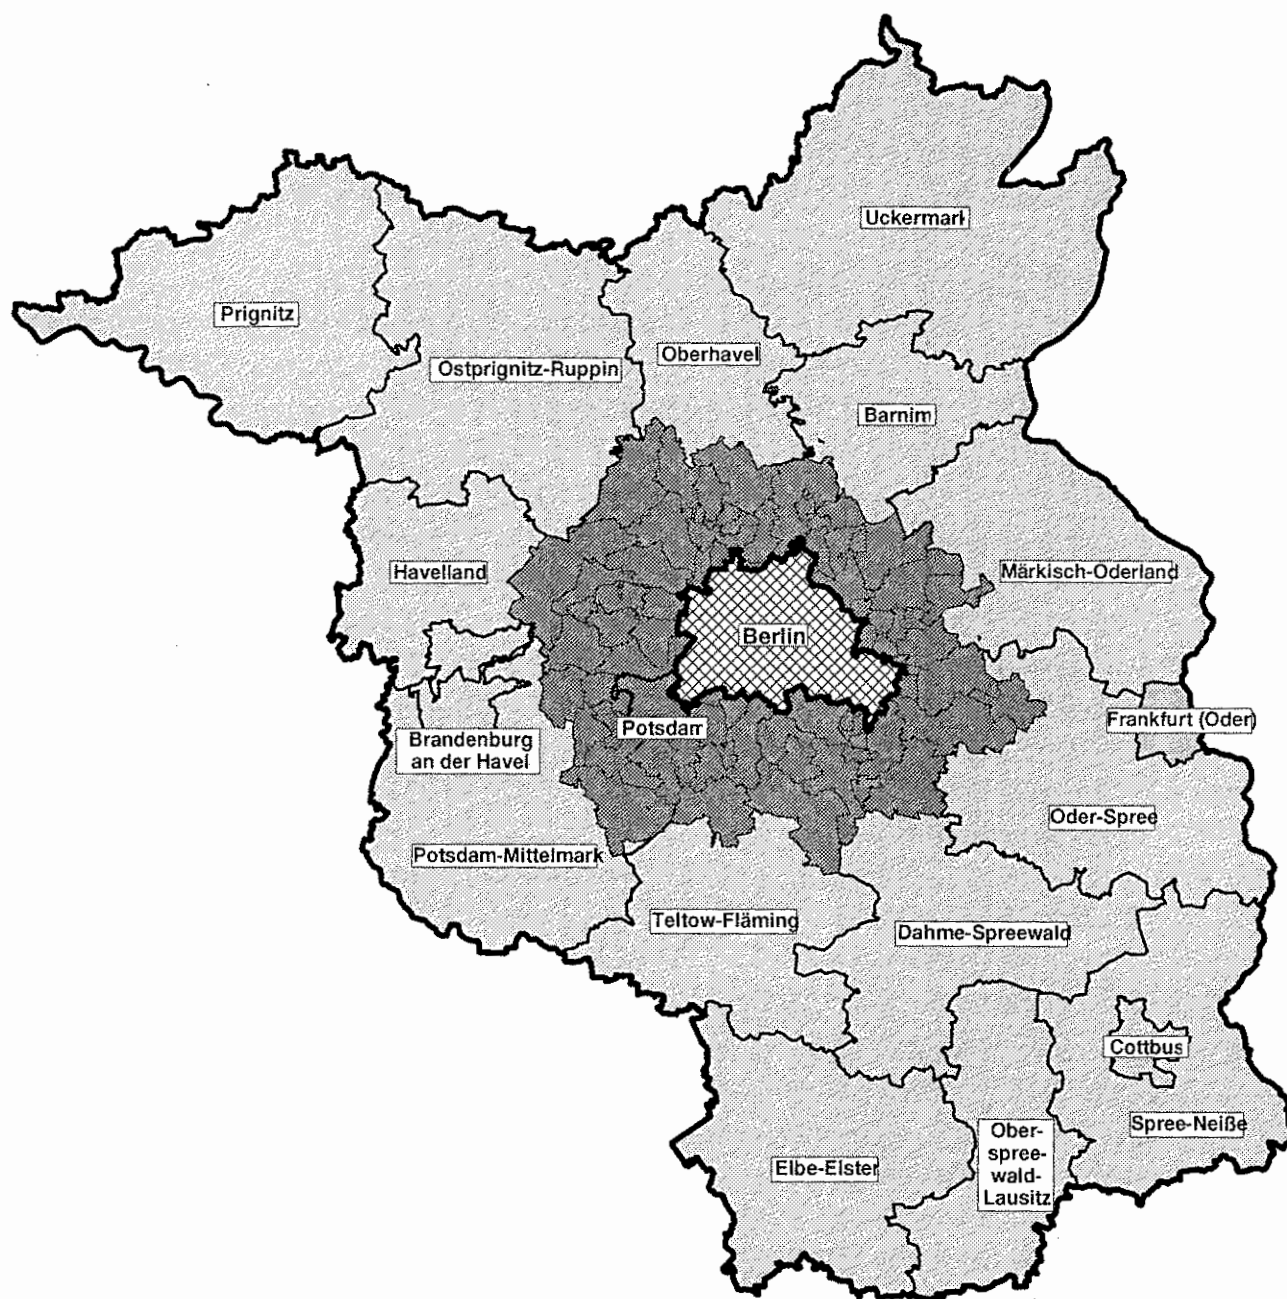 Uckermark
Prignitz
Oberhavel
Ostprignitz-Ruppin
Barnim
Havelland
Märkisch-Oderland
Berlin
Potsdam
Frankfurt (Oder)
Brandenburg
an der Havel
Oder-Spree
Potsdam-Mittelmark
Teltow-Fläming
Dahme-Spreewald
Cottbus
Spree-Neiße
Ober-
spree-
wald-
Lausitz
Elbe-Elster